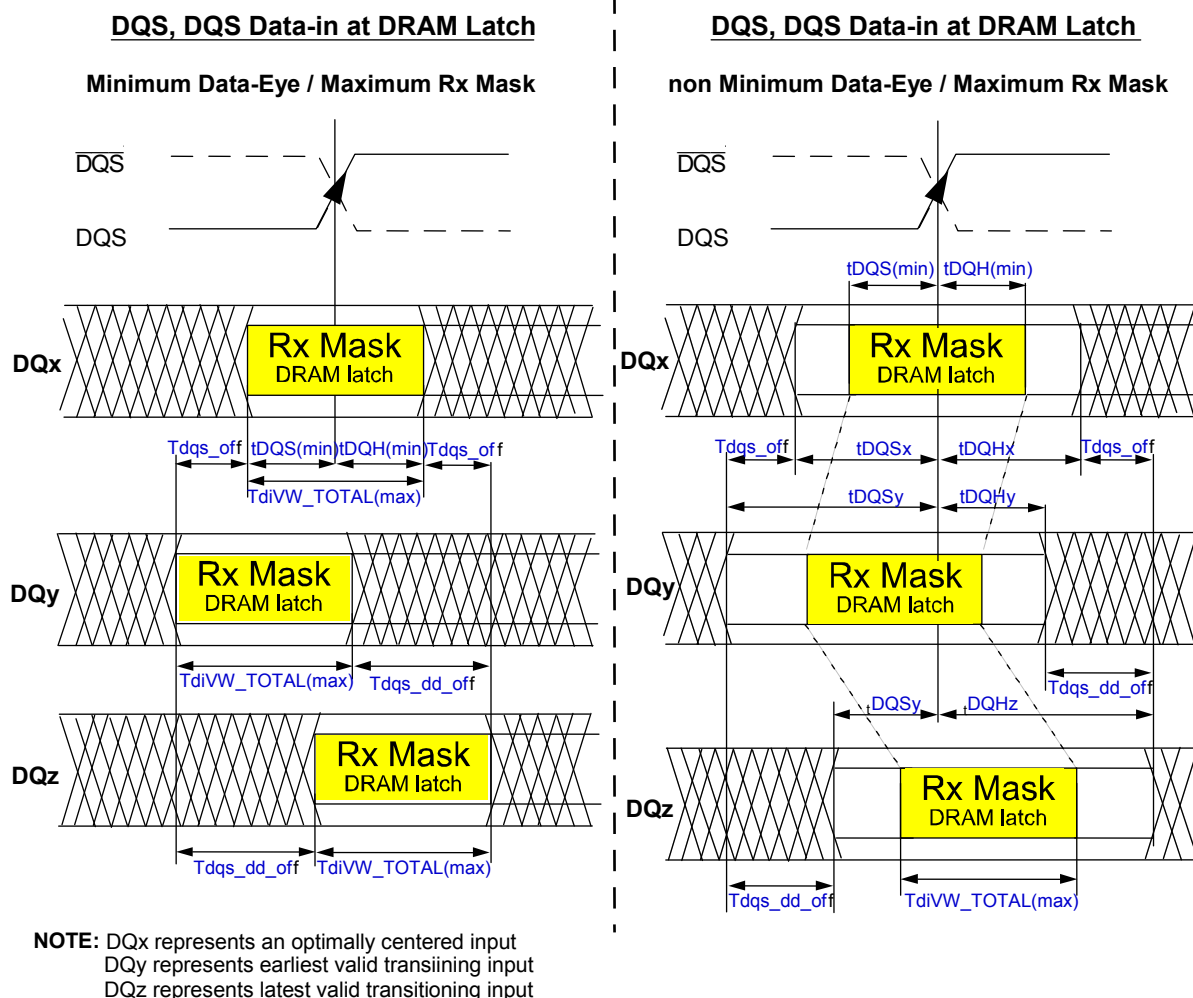 DQS, DQS Data-in at DRAM Latch
Minimum Data-Eye / Maximum Rx Mask
DQS
DQS
DQx
Rx Mask
DRAM latch
Tdqs_off
tDQS(min)
tDQH(min)
Tdqs_off
TdiVW_TOTAL(max)
DQy
Rx Mask
DRAM latch
TdiVW_TOTAL(max)
Tdqs_dd_off
DQz
Rx Mask
DRAM latch
Tdqs_dd_off
TdiVW_TOTAL(max)
DQS, DQS Data-in at DRAM Latch
non Minimum Data-Eye / Maximum Rx Mask
DQS
DQS
tDQS(min)
tDQH(min)
DQx
Rx Mask
DRAM latch
Tdqs_off
tDQSx
tDQHx
Tdqs_off
tDQSy
tDQHy
DQy
Rx Mask
DRAM latch
Tdqs_dd_off
tDQSy
tDQHz
DQz
Rx Mask
DRAM latch
Tdqs_dd_off
TdiVW_TOTAL(max)
NOTE: DQx represents an optimally centered input
DQy represents earliest valid transiining input
DQz represents latest valid transitioning input